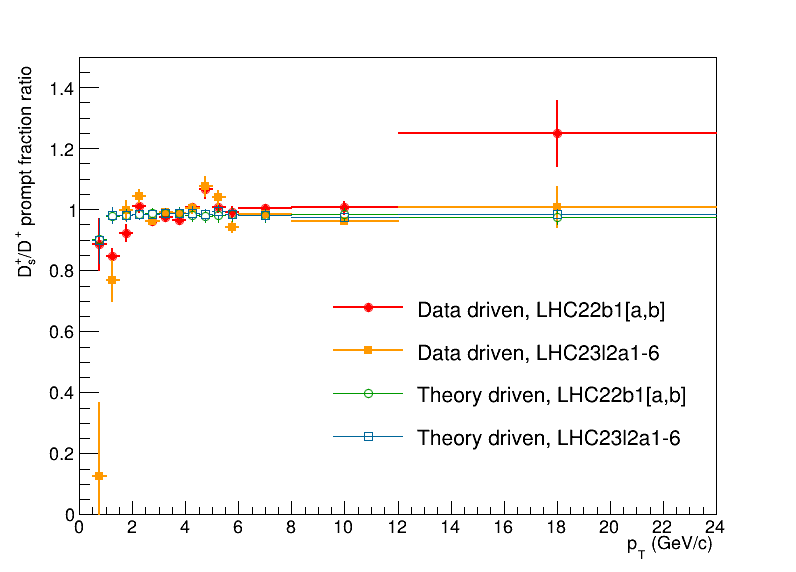 D_s^+/D^+ prompt fraction ratio
1.4
1.2
1
0.8
0.6
0.4
0.2
0
Data driven, LHC22b1[a,b]
Data driven, LHC23l2a1-6
Theory driven, LHC22b1[a,b]
Theory driven, LHC23l2a1-6
0 2 4 6 8 10 12 14 16 18 20 22 24
p_T (GeV/c)